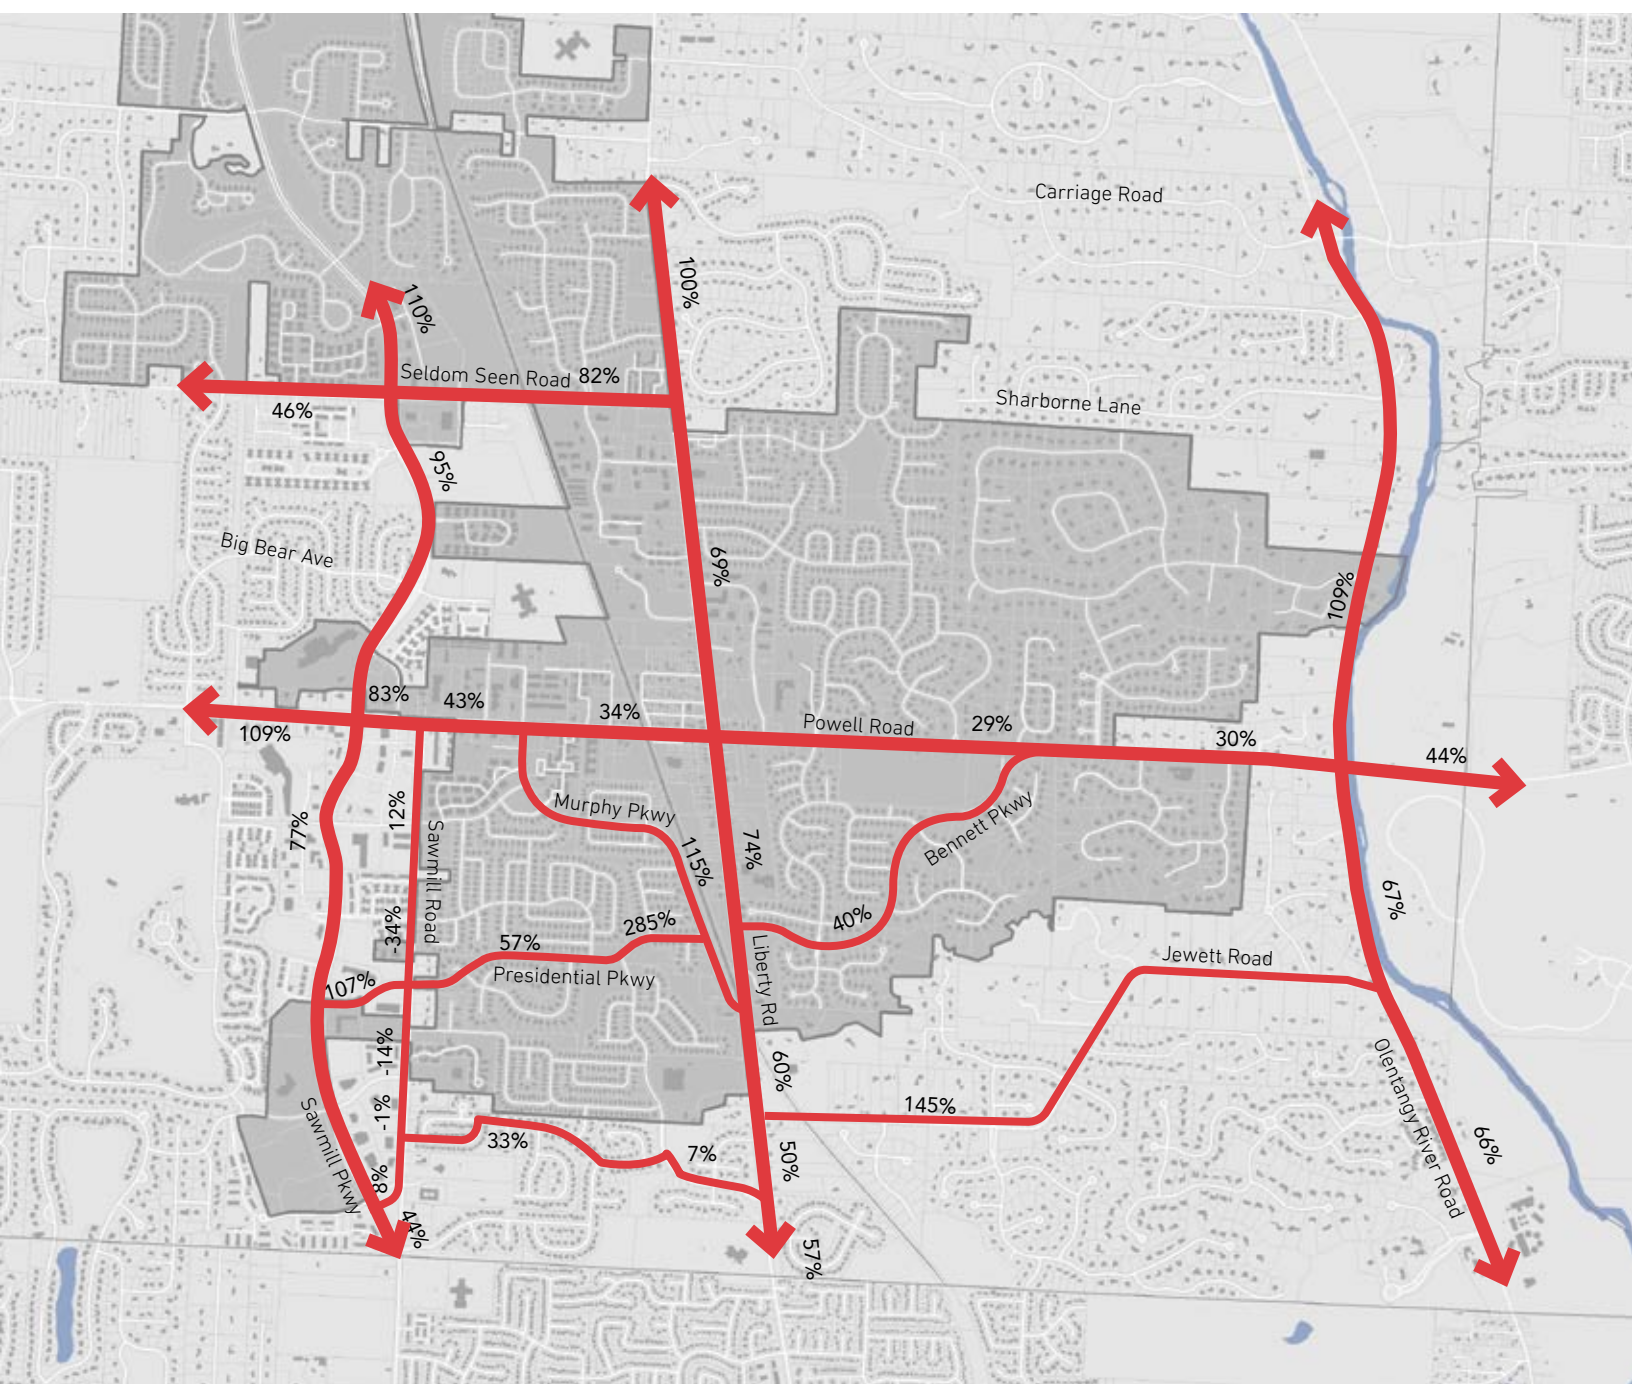 Carriage Road
100%
110%
Seldom Seen Road
82%
46%
Sharborne Lane
95%
Big Bear Ave
69%
109%
83%
43%
34%
Powell Road
29%
30%
44%
109%
77%
12%
Murphy Pkwy
Sawmill Road
115%
74%
Bennett Pkwy
67%
-34%
57%
285%
40%
Presidential Pkwy
107%
Liberty Rd
Jewett Road
-14%
60%
Olentangy River Road
-1%
145%
Sawmill Pkwy
33%
7%
50%
66%
8%
44%
57%